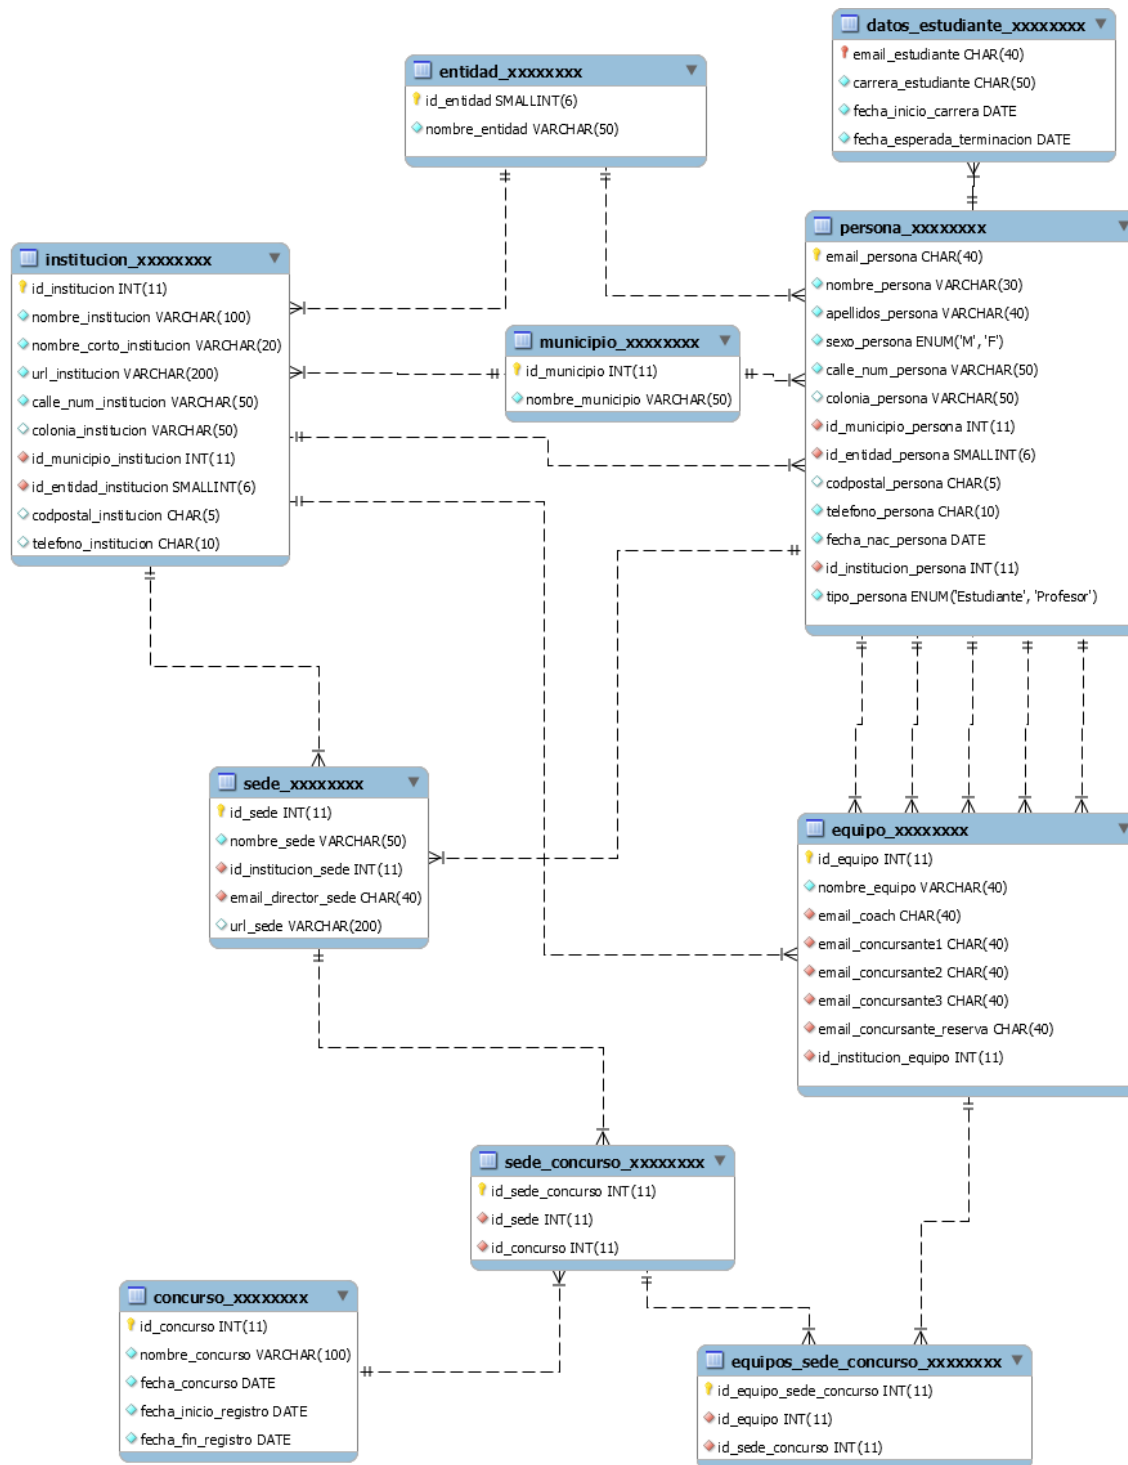 datos_estudiante_xxxxxxxx
email_estudiante CHAR(40)
carrera_estudiante CHAR(50)
fecha_inicio_carrera DATE
fecha_esperada_terminacion DATE
entidad_xxxxxxxx
id_entidad SMALLINT(6)
nombre_entidad VARCHAR(50)
persona_xxxxxxxx
email_persona CHAR(40)
nombre_persona VARCHAR(30)
apellidos_persona VARCHAR(40)
sexo_persona ENUM('M', 'F')
calle_num_persona VARCHAR(50)
colonia_persona VARCHAR(50)
id_municipio_persona INT(11)
id_entidad_persona SMALLINT(6)
codpostal_persona CHAR(5)
telefono_persona CHAR(10)
fecha_nac_persona DATE
id_institucion_persona INT(11)
tipo_persona ENUM('Estudiante', 'Profesor')
institucion_xxxxxxxx
id_institucion INT(11)
nombre_institucion VARCHAR(100)
nombre_corto_institucion VARCHAR(20)
url_institucion VARCHAR(200)
calle_num_institucion VARCHAR(50)
colonia_institucion VARCHAR(50)
id_municipio_institucion INT(11)
id_entidad_institucion SMALLINT(6)
codpostal_institucion CHAR(5)
telefono_institucion CHAR(10)
municipio_xxxxxxxx
id_municipio INT(11)
nombre_municipio VARCHAR(50)
sede_xxxxxxxx
id_sede INT(11)
nombre_sede VARCHAR(50)
id_institucion_sede INT(11)
email_director_sede CHAR(40)
url_sede VARCHAR(200)
equipo_xxxxxxxx
id_equipo INT(11)
nombre_equipo VARCHAR(40)
email_coach CHAR(40)
email_concursante1 CHAR(40)
email_concursante2 CHAR(40)
email_concursante3 CHAR(40)
email_concursante_reserva CHAR(40)
id_institucion_equipo INT(11)
sede_concurso_xxxxxxxx
id_sede_concurso INT(11)
id_sede INT(11)
id_concurso INT(11)
concurso_xxxxxxxx
id_concurso INT(11)
nombre_concurso VARCHAR(100)
fecha_concurso DATE
fecha_inicio_registro DATE
fecha_fin_registro DATE
equipos_sede_concurso_xxxxxxxx
id_equipo_sede_concurso INT(11)
id_equipo INT(11)
id_sede_concurso INT(11)